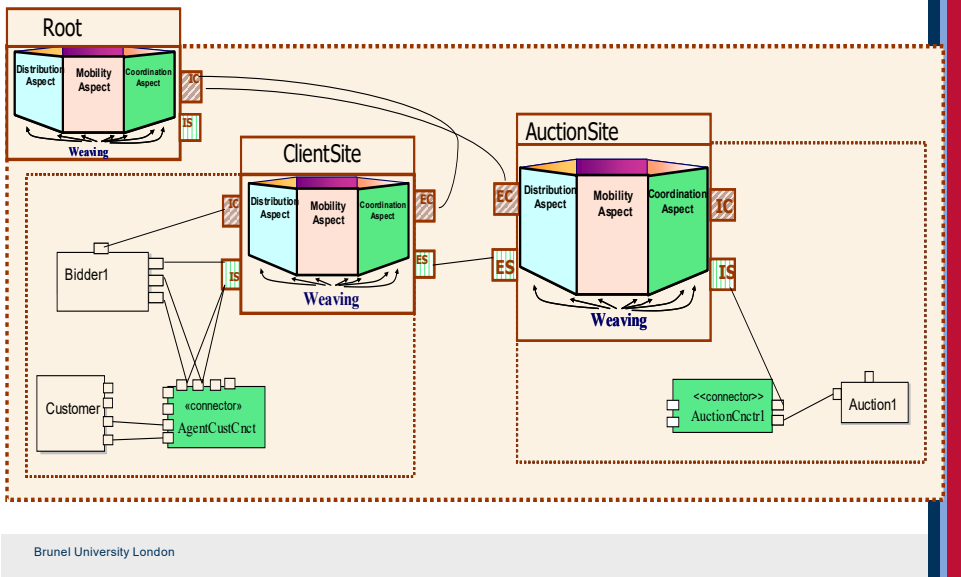 Root
Distribution
Aspect
Mobility
Aspect
Coordination
Aspect
IC
IS
Weaving
ClientSite
Distribution
Aspect
Mobility
Aspect
Coordination
Aspect
IC
EC
IS
ES
Weaving
AuctionSite
Distribution
Aspect
Mobility
Aspect
Coordination
Aspect
EC
IC
ES
IS
Weaving
Bidder1
Customer
«connector»
AgentCustCnct
<<connector>>
AuctionCnctr1
Auction1
Brunel University London